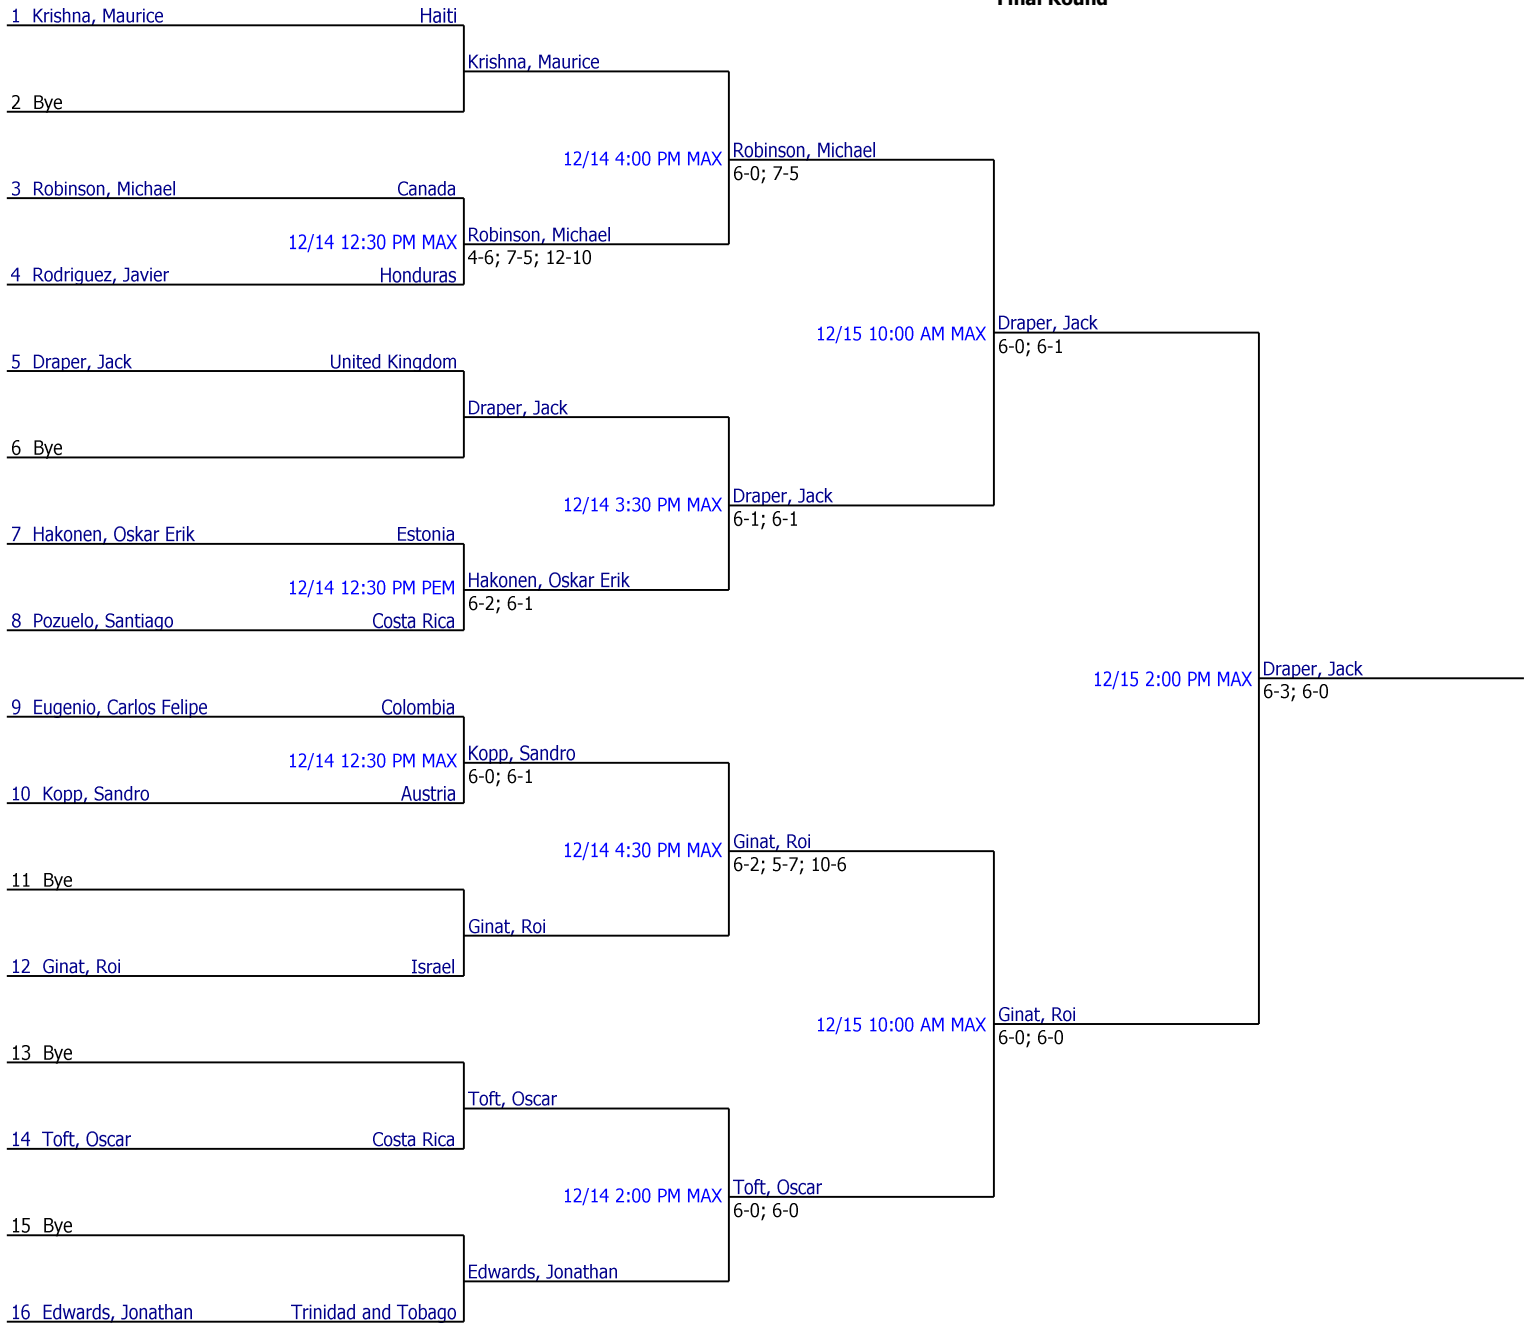 Final Round
1 Krishna, Maurice Haiti
Krishna, Maurice
2 Bye
12/14 4:00 PM MAX Robinson, Michael
6-0; 7-5
3 Robinson, Michael Canada
12/14 12:30 PM MAX Robinson, Michael
4-6; 7-5; 12-10
4 Rodriguez, Javier Honduras
12/15 10:00 AM MAX Draper, Jack
6-0; 6-1
5 Draper, Jack United Kingdom
Draper, Jack
6 Bye
12/14 3:30 PM MAX Draper, Jack
6-1; 6-1
7 Hakonen, Oskar Erik Estonia
12/14 12:30 PM PEM Hakonen, Oskar Erik
6-2; 6-1
8 Pozuelo, Santiago Costa Rica
12/15 2:00 PM MAX Draper, Jack
6-3; 6-0
9 Eugenio, Carlos Felipe Colombia
12/14 12:30 PM MAX Kopp, Sandro
6-0; 6-1
10 Kopp, Sandro Austria
12/14 4:30 PM MAX Ginat, Roi
6-2; 5-7; 10-6
11 Bye
Ginat, Roi
12 Ginat, Roi Israel
12/15 10:00 AM MAX Ginat, Roi
6-0; 6-0
13 Bye
Toft, Oscar
14 Toft, Oscar Costa Rica
12/14 2:00 PM MAX Toft, Oscar
6-0; 6-0
15 Bye
Edwards, Jonathan
16 Edwards, Jonathan Trinidad and Tobago